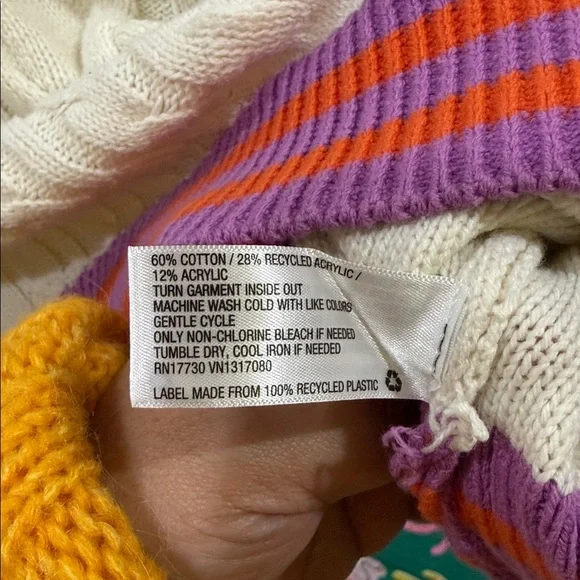 60% COTTON / 28% RECYCLED ACRYLIC /
12% ACRYLIC
TURN GARMENT INSIDE OUT
MACHINE WASH COLD WITH LIKE COLORS
GENTLE CYCLE
ONLY NON-CHLORINE BLEACH IF NEEDED
TUMBLE DRY, COOL IRON IF NEEDED
RN17730 VN1317080
LABEL MADE FROM 100% RECYCLED PLASTIC